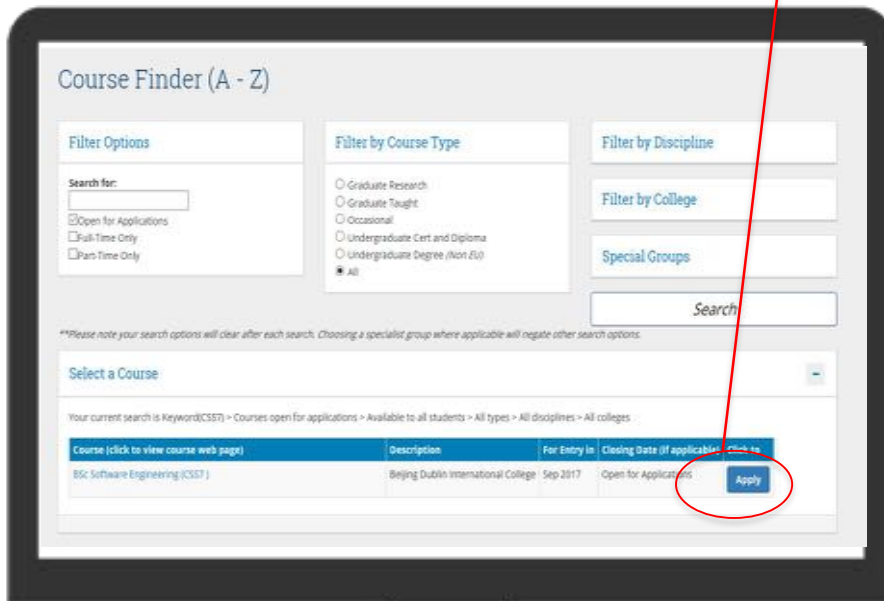 Course Finder (A - Z)
Filter Options
Search for:
Open for Applications
Full-Time Only
Part-Time Only
Filter by Course Type
Graduate Research
Graduate Taught
Occasional
Undergraduate Cert and Diploma
Undergraduate Degree (Non EU)
All
Filter by Discipline
Filter by College
Special Groups
Search
**Please note your search options will clear after each search. Choosing a specialist group where applicable will negate other search options.
Select a Course
Your current search is Keyword(CS57) > Courses open for applications > Available to all students > All types > All disciplines > All colleges
Course (click to view course web page) Description For Entry in Closing Date (if applicable) Click to
BSc Software Engineering (CS57 ) Beijing Dublin International College Sep 2017 Open for Applications Apply